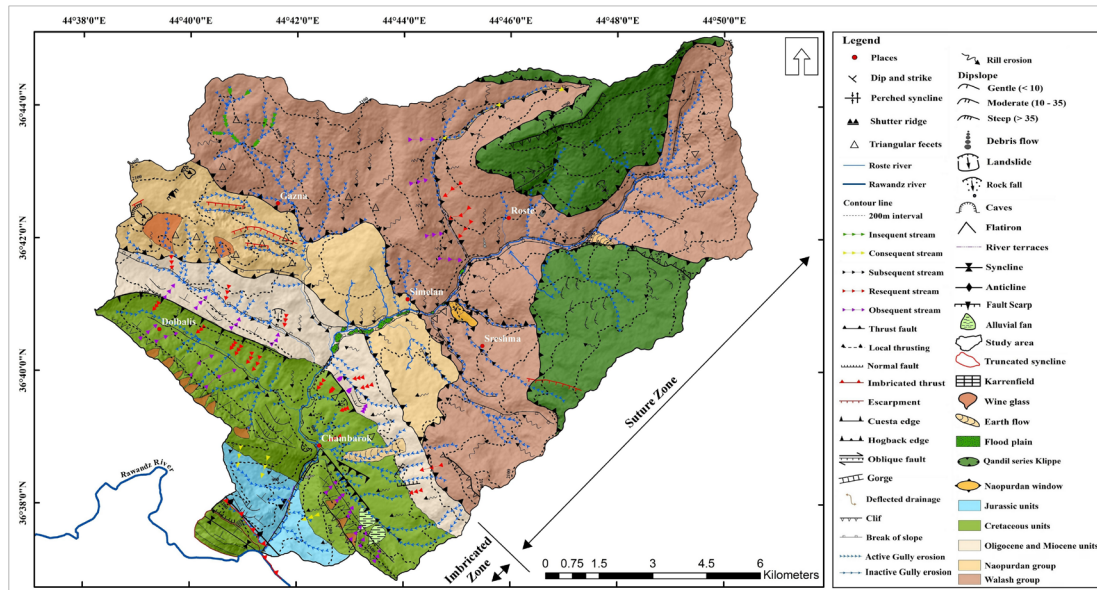 44°38'0"E 44°40'0"E 44°42'0"E 44°44'0"E 44°46'0"E 44°48'0"E 44°50'0"E
36°44'0"N
36°42'0"N
36°40'0"N
36°38'0"N
Gazna
Roste
Simelan
Sreshma
Dolbalis
Chambarok
Rawandz River
Suture Zone
Imbricated
Zone
0 0.75 1.5 3 4.5 6
Kilometers
Legend
Places
Dip and strike
Perched syncline
Shutter ridge
Triangular fecets
Roste river
Rawandz river
Contour line
200m interval
Insequent stream
Consequent stream
Subsequent stream
Resequent stream
Obsequent stream
Thrust fault
Local thrusting
Normal fault
Imbricated thrust
Escarpment
Cuesta edge
Hogback edge
Oblique fault
Gorge
Deflected drainage
Clif
Break of slope
Active Gully erosion
Inactive Gully erosion
Rill erosion
Dipslope
Gentle (< 10)
Moderate (10 - 35)
Steep (> 35)
Debris flow
Landslide
Rock fall
Caves
Flatiron
River terraces
Syncline
Anticline
Fault Scarp
Alluvial fan
Study area
Truncated syncline
Karrenfield
Wine glass
Earth flow
Flood plain
Qandil series Klippe
Naopurdan window
Jurassic units
Cretaceous units
Oligocene and Miocene units
Naopurdan group
Walash group